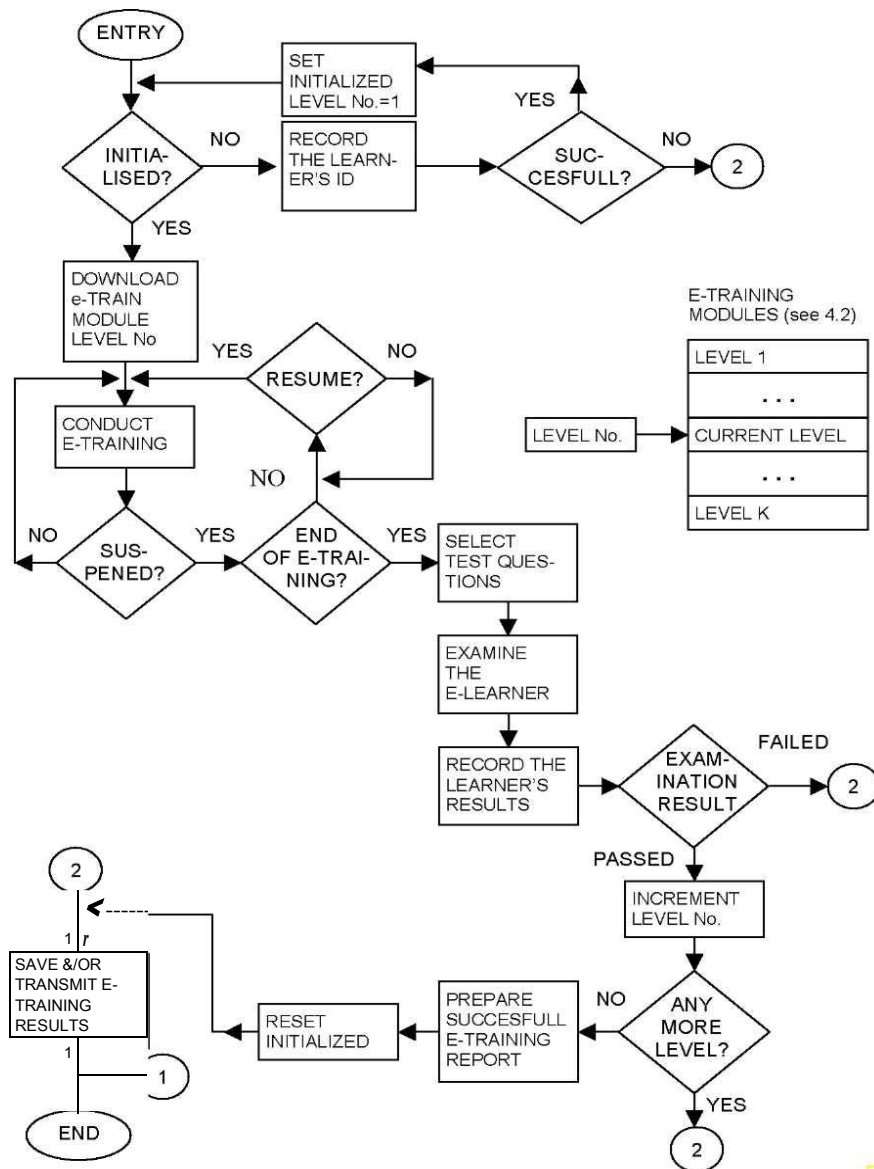 ENTRY
SET
INITIALIZED
LEVEL No.=1
YES
NO
INITIA-
LISED?
RECORD
THE LEARN-
ER'S ID
SUC-
CESFULL?
NO
2
YES
DOWNLOAD
e-TRAIN
MODULE
LEVEL No
E-TRAINING
MODULES (see 4.2)
LEVEL 1
...
CURRENT LEVEL
...
LEVEL K
LEVEL No.
YES
RESUME?
NO
CONDUCT
E-TRAINING
NO
NO
SUS-
PENED?
YES
END
OF E-TRAI-
NING?
YES
SELECT
TEST QUES-
TIONS
EXAMINE
THE
E-LEARNER
RECORD THE
LEARNER'S
RESULTS
EXAM-
INATION
RESULT
FAILED
2
PASSED
INCREMENT
LEVEL No.
ANY
MORE
LEVEL?
NO
YES
2
PREPARE
SUCCESFULL
E-TRAINING
REPORT
RESET
INITIALIZED
2
1 r
SAVE &/OR
TRANSMIT E-
TRAINING
RESULTS
1
1
END